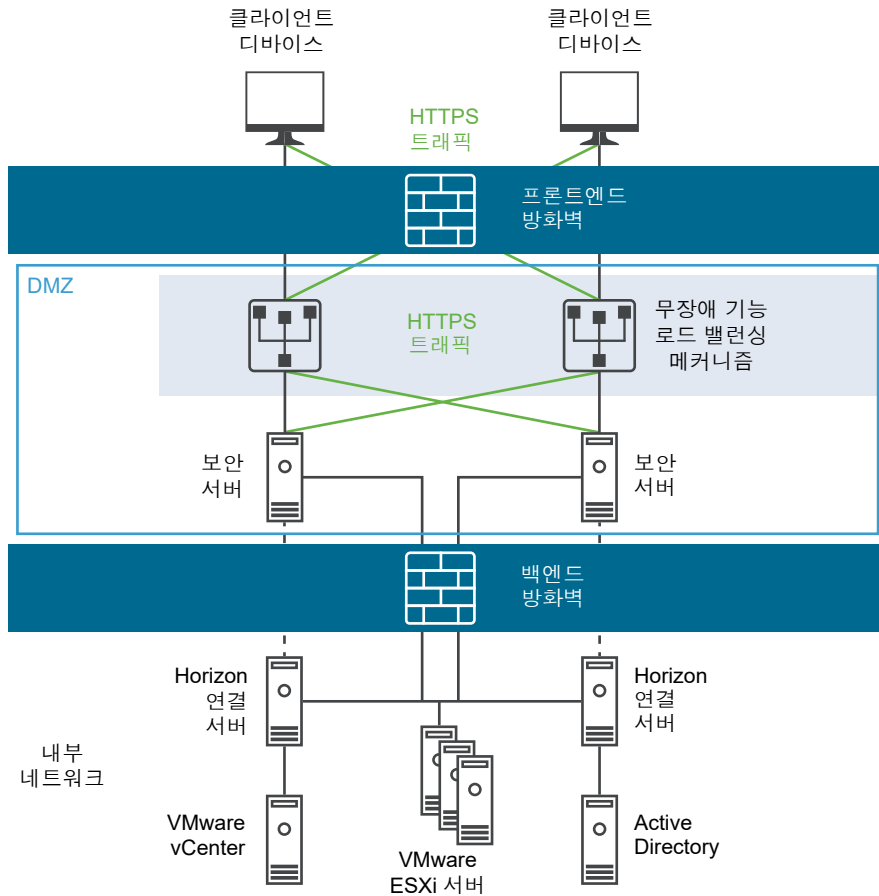 클라이언트
디바이스
클라이언트
디바이스
HTTPS
트래픽
프론트엔드
방화벽
DMZ
HTTPS
트래픽
무장애 기능
로드 밸런싱
메커니즘
보안
서버
보안
서버
백엔드
방화벽
Horizon
연결
서버
Horizon
연결
서버
내부
네트워크
VMware
vCenter
VMware
ESXi 서버
Active
Directory